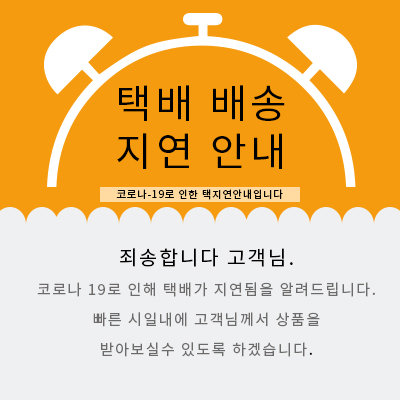 택배 배송
지연 안내
코로나-19로 인한 택지연안내입니다
죄송합니다 고객님.
코로나 19로 인해 택배가 지연됨을 알려드립니다.
빠른 시일내에 고객님께서 상품을
받아보실수 있도록 하겠습니다.